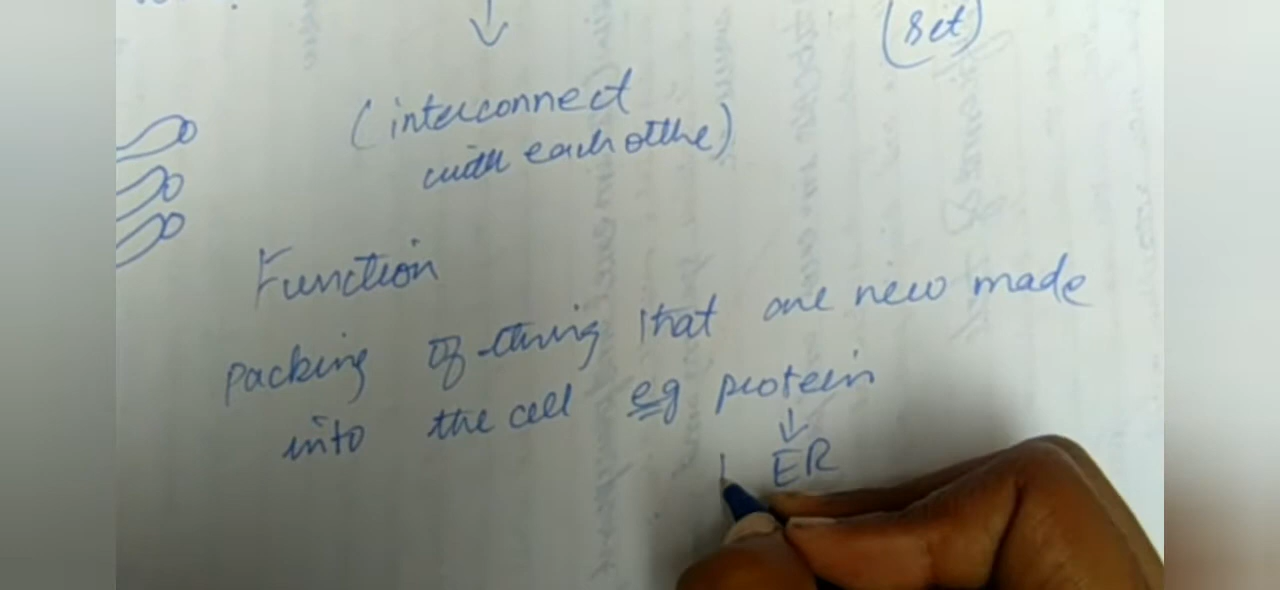 (set)
(interconnect
with each othe)
Function
packing of thing that are new made
into the cell eg protein
ER